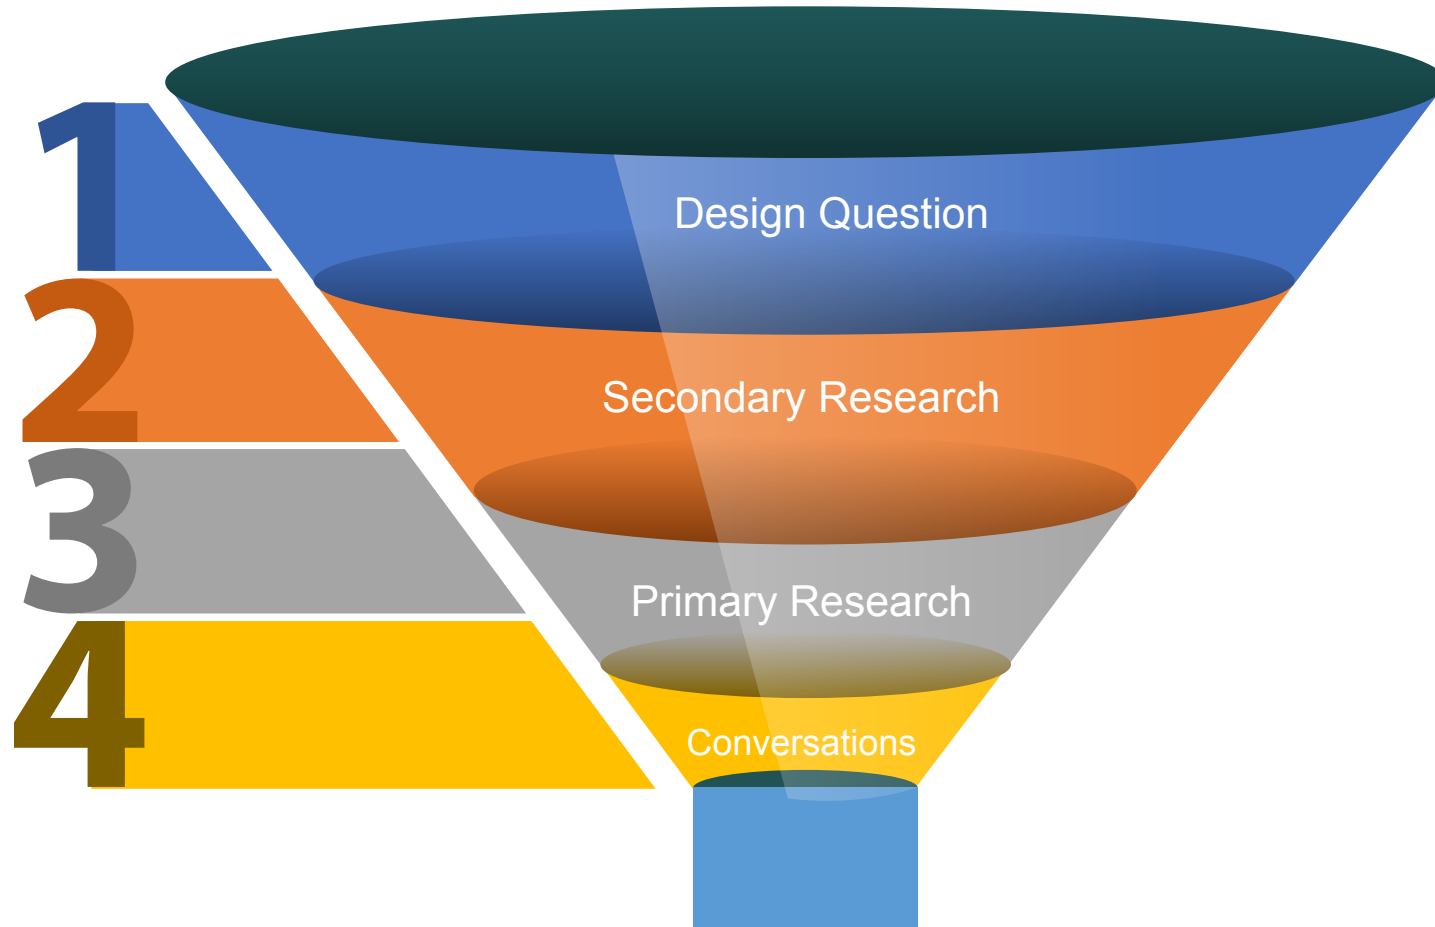 1
Design Question
2
Secondary Research
3
Primary Research
4
Conversations